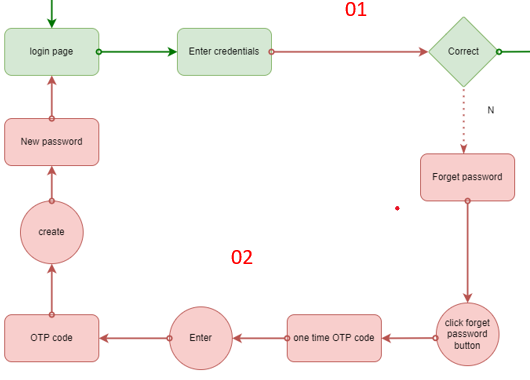 01
login page
Enter credentials
Correct
N
New password
Forget password
create
02
OTP code
Enter
one time OTP code
click forget
password
button